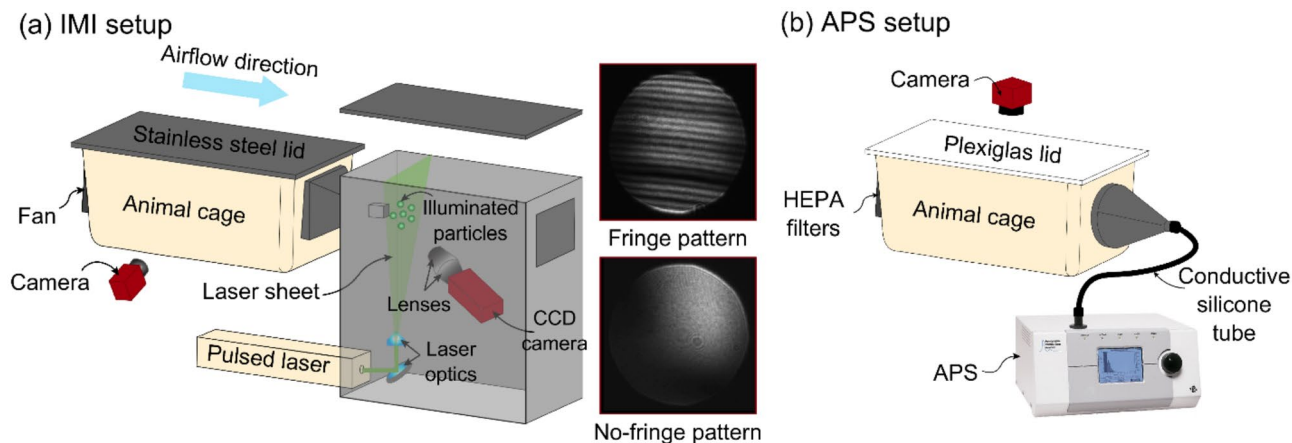 (a) IMI setup
Airflow direction
Stainless steel lid
Fan
Animal cage
Camera
Illuminated
particles
Laser sheet
Lenses
CCD
camera
Pulsed laser
Laser
optics
Fringe pattern
No-fringe pattern
(b) APS setup
Camera
Plexiglas lid
HEPA
filters
Animal cage
Conductive
silicone
tube
APS